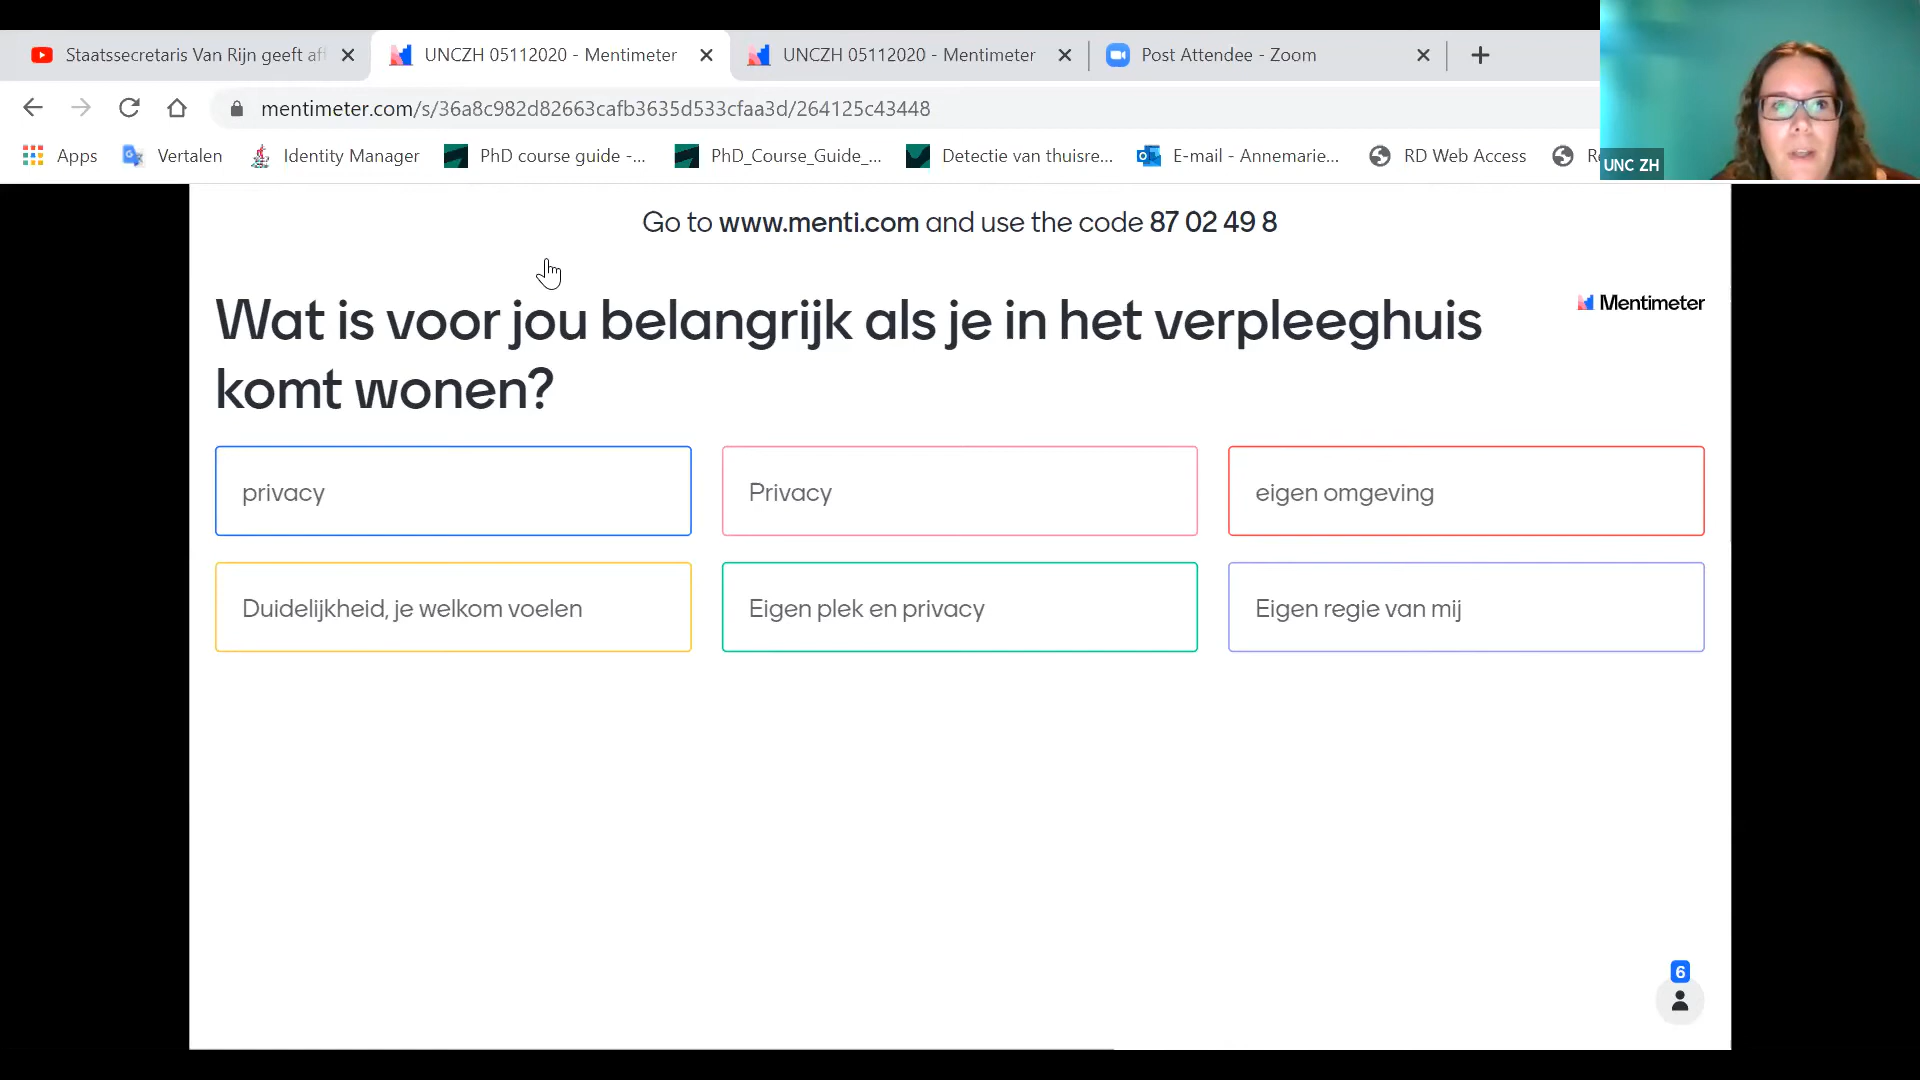 Staatssecretaris Van Rijn geeft aft
UNCZH 05112020 - Mentimeter
UNCZH 05112020 - Mentimeter
Post Attendee - Zoom
mentimeter.com/s/36a8c982d82663cafb3635d533cfaa3d/264125c43448
Apps
Vertalen
Identity Manager
PhD course guide -...
PhD_Course_Guide_...
Detectie van thuisre...
E-mail - Annemarie...
RD Web Access
UNC ZH
Go to www.menti.com and use the code 87 02 49 8
Mentimeter
Wat is voor jou belangrijk als je in het verpleeghuis
komt wonen?
privacy
Privacy
eigen omgeving
Duidelijkheid, je welkom voelen
Eigen plek en privacy
Eigen regie van mij
6